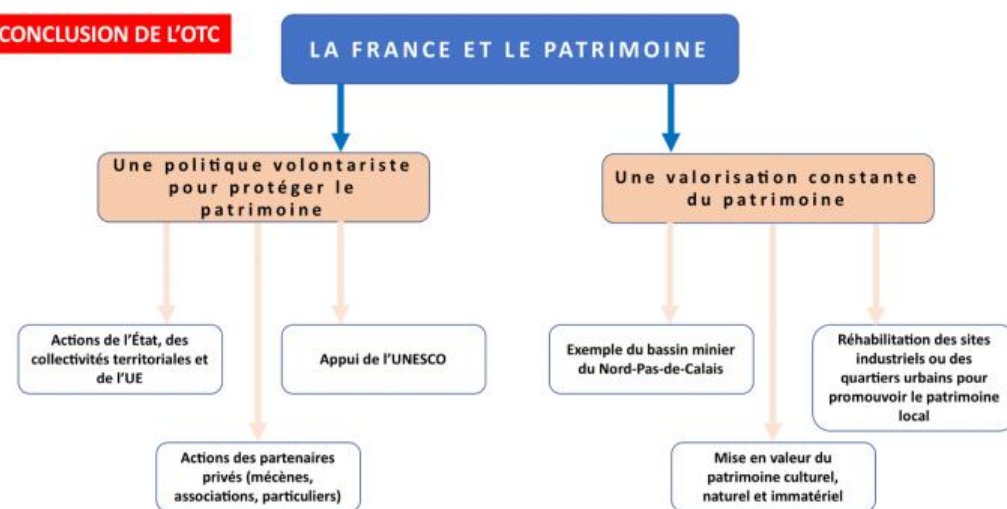 CONCLUSION DE L'OTC
LA FRANCE ET LE PATRIMOINE
Une politique volontariste
pour protéger le
patrimoine
Une valorisation constante
du patrimoine
Actions de l'État, des
collectivités territoriales et
de l'UE
Appui de l'UNESCO
Exemple du bassin minier
du Nord-Pas-de-Calais
Réhabilitation des sites
industriels ou des
quartiers urbains pour
promouvoir le patrimoine
local
Actions des partenaires
privés (mécènes,
associations, particuliers)
Mise en valeur du
patrimoine culturel,
naturel et immatériel